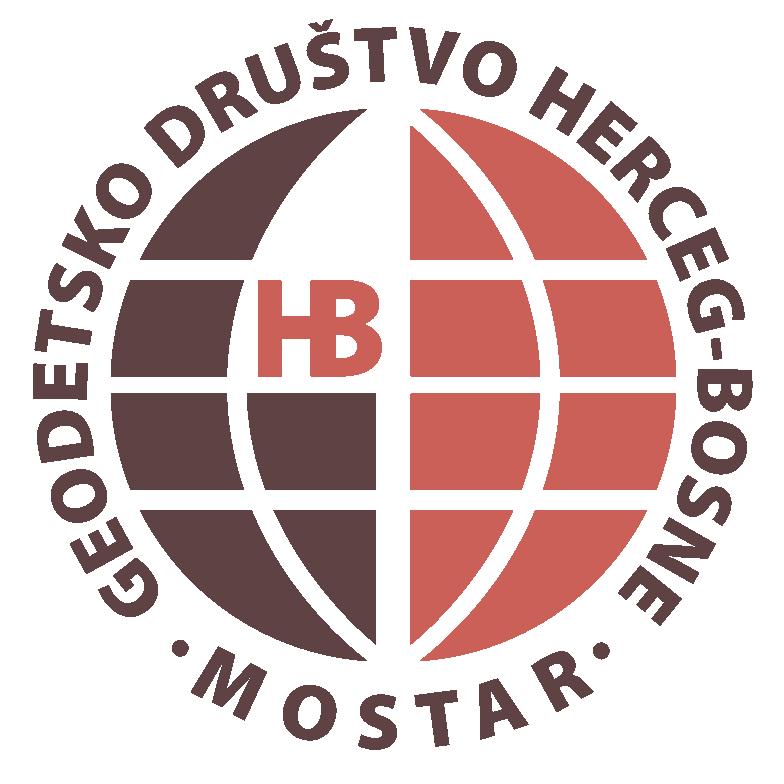 GEODETSKO DRUŠTVO HERCEG-BOSNE
HB
• MOSTAR •